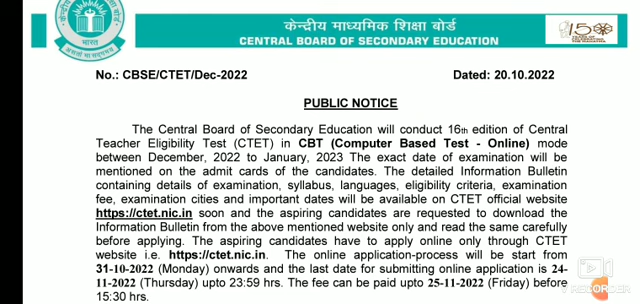 केन्द्रीय माध्यमिक शिक्षा बोर्ड
CENTRAL BOARD OF SECONDARY EDUCATION
भारत
No.: CBSE/CTET/Dec-2022 Dated: 20.10.2022
PUBLIC NOTICE
The Central Board of Secondary Education will conduct 16th edition of Central
Teacher Eligibility Test (CTET) in CBT (Computer Based Test - Online) mode
between December, 2022 to January, 2023 The exact date of examination will be
mentioned on the admit cards of the candidates. The detailed Information Bulletin
containing details of examination, syllabus, languages, eligibility criteria, examination
fee, examination cities and important dates will be available on CTET official website
https://ctet.nic.in soon and the aspiring candidates are requested to download the
Information Bulletin from the above mentioned website only and read the same carefully
before applying. The aspiring candidates have to apply online only through CTET
website i.e. https://ctet.nic.in. The online application-process will be start from
31-10-2022 (Monday) onwards and the last date for submitting online application is 24-
11-2022 (Thursday) upto 23:59 hrs. The fee can be paid upto 25-11-2022 (Friday) before
15:30 hrs.
RECORDER